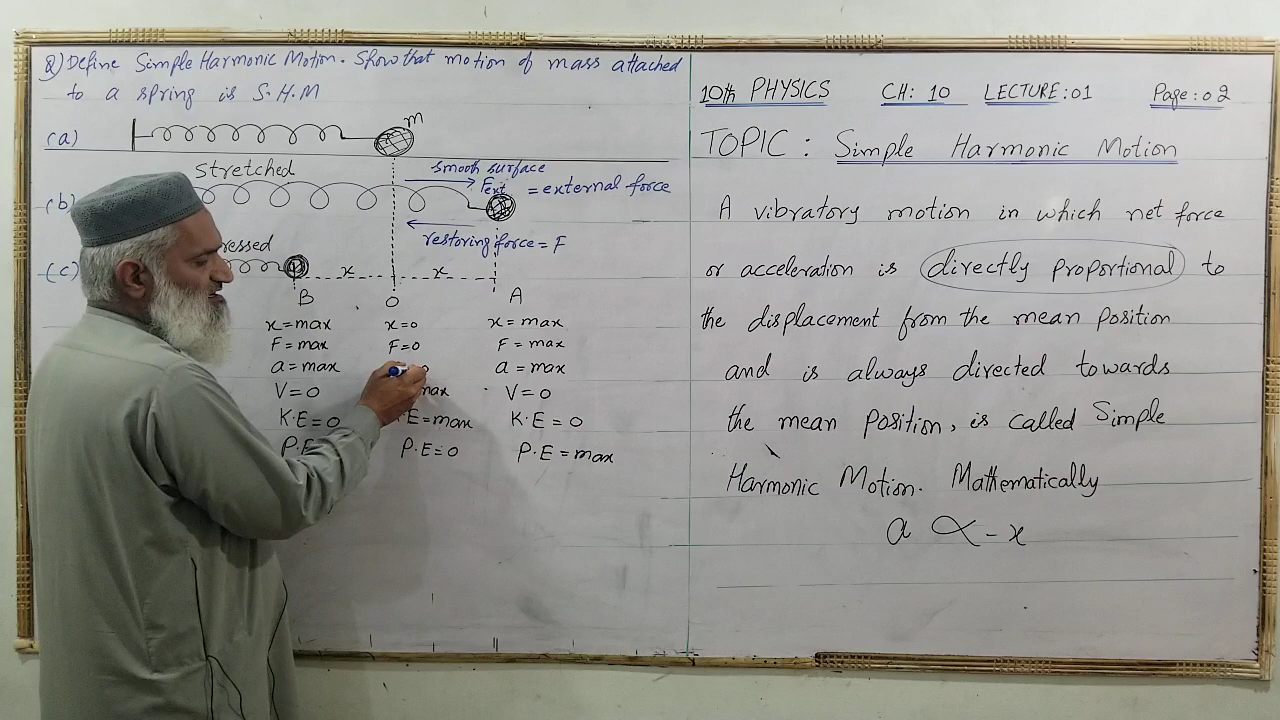 Q) Define Simple Harmonic Motion. Show that motion of mass attached
to a spring is S.H.M
(a)
m
stretched
smooth surface
(b)
Fext = external force
restoring force = F
(c)
x
x
B
O
A
x = max
x = 0
x = max
F = max
F = 0
F = max
a = max
a = max
V = 0
max
V = 0
K.E = 0
E = max
K.E = 0
P.E
P.E = 0
P.E = max
10th PHYSICS CH: 10 LECTURE: 01 Page: 02
TOPIC: Simple Harmonic Motion
A vibratory motion in which net force
or acceleration is directly proportional to
the displacement from the mean position
and is always directed towards
the mean position, is called Simple
Harmonic Motion. Mathematically
a ∝ - x